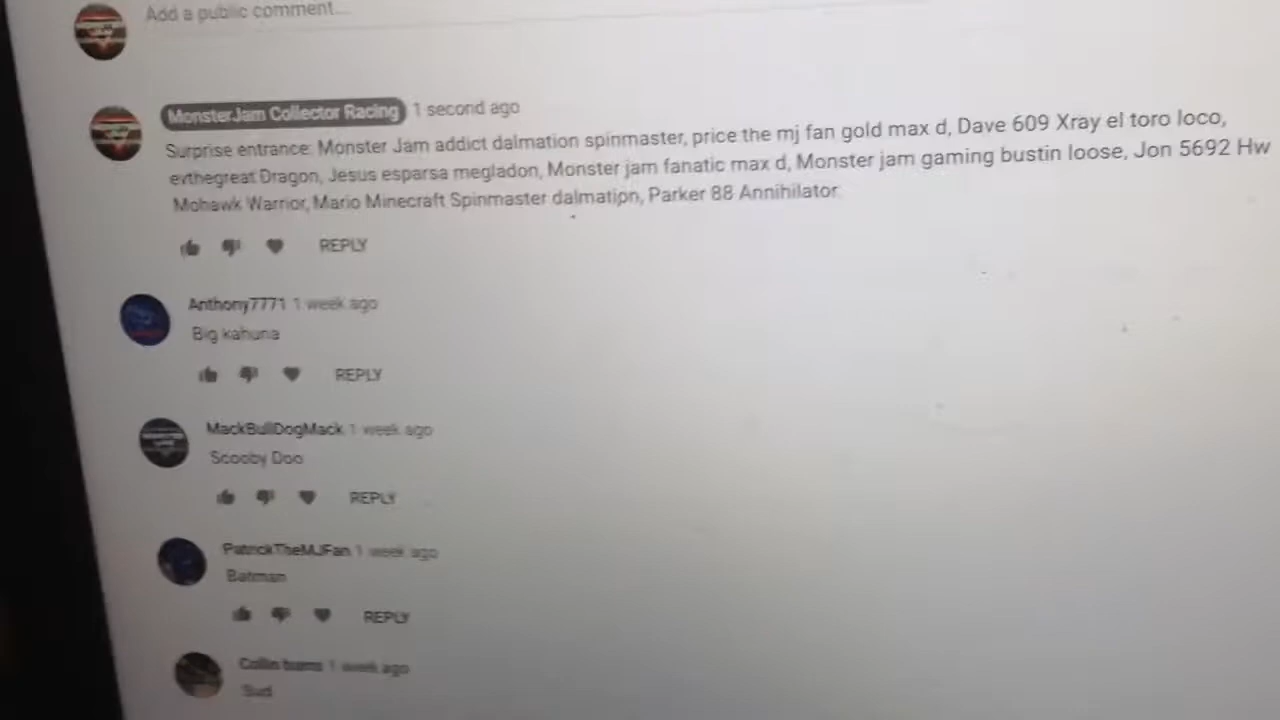 Add a public comment...
MonsterJam Collector Racing 1 second ago
Surprise entrance: Monster Jam addict dalmation spinmaster, price the mj fan gold max d, Dave 609 Xray el toro loco,
evthegreat Dragon, Jesus esparsa megladon, Monster jam fanatic max d, Monster jam gaming bustin loose, Jon 5692 Hw
Mohawk Warrior, Mario Minecraft Spinmaster dalmation, Parker 88 Annihilator
REPLY
Anthony7771 1 week ago
Big kahuna
REPLY
MackBullDogMack 1 week ago
Scooby Doo
REPLY
PatrickTheMJFan 1 week ago
Batman
REPLY
Collin 1 week ago